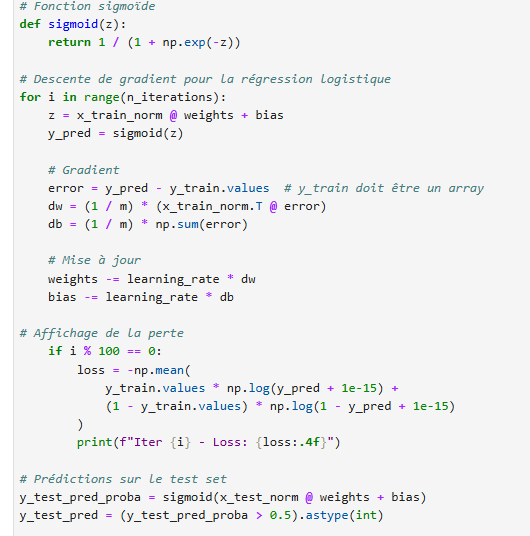 # Fonction sigmoïde
def sigmoid(z):
    return 1 / (1 + np.exp(-z))

# Descente de gradient pour la régression logistique
for i in range(n_iterations):
    z = x_train_norm @ weights + bias
    y_pred = sigmoid(z)

    # Gradient
    error = y_pred - y_train.values  # y_train doit être un array
    dw = (1 / m) * (x_train_norm.T @ error)
    db = (1 / m) * np.sum(error)

    # Mise à jour
    weights -= learning_rate * dw
    bias -= learning_rate * db

# Affichage de la perte
    if i % 100 == 0:
        loss = -np.mean(
            y_train.values * np.log(y_pred + 1e-15) +
            (1 - y_train.values) * np.log(1 - y_pred + 1e-15)
        )
        print(f"Iter {i} - Loss: {loss:.4f}")

# Prédictions sur le test set
y_test_pred_proba = sigmoid(x_test_norm @ weights + bias)
y_test_pred = (y_test_pred_proba > 0.5).astype(int)